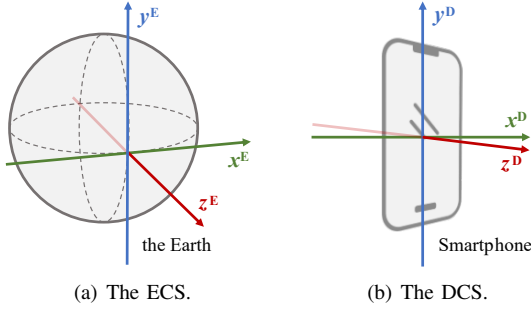 y^E
y^D
x^E
x^D
z^E
z^D
the Earth
Smartphone
(a) The ECS.
(b) The DCS.